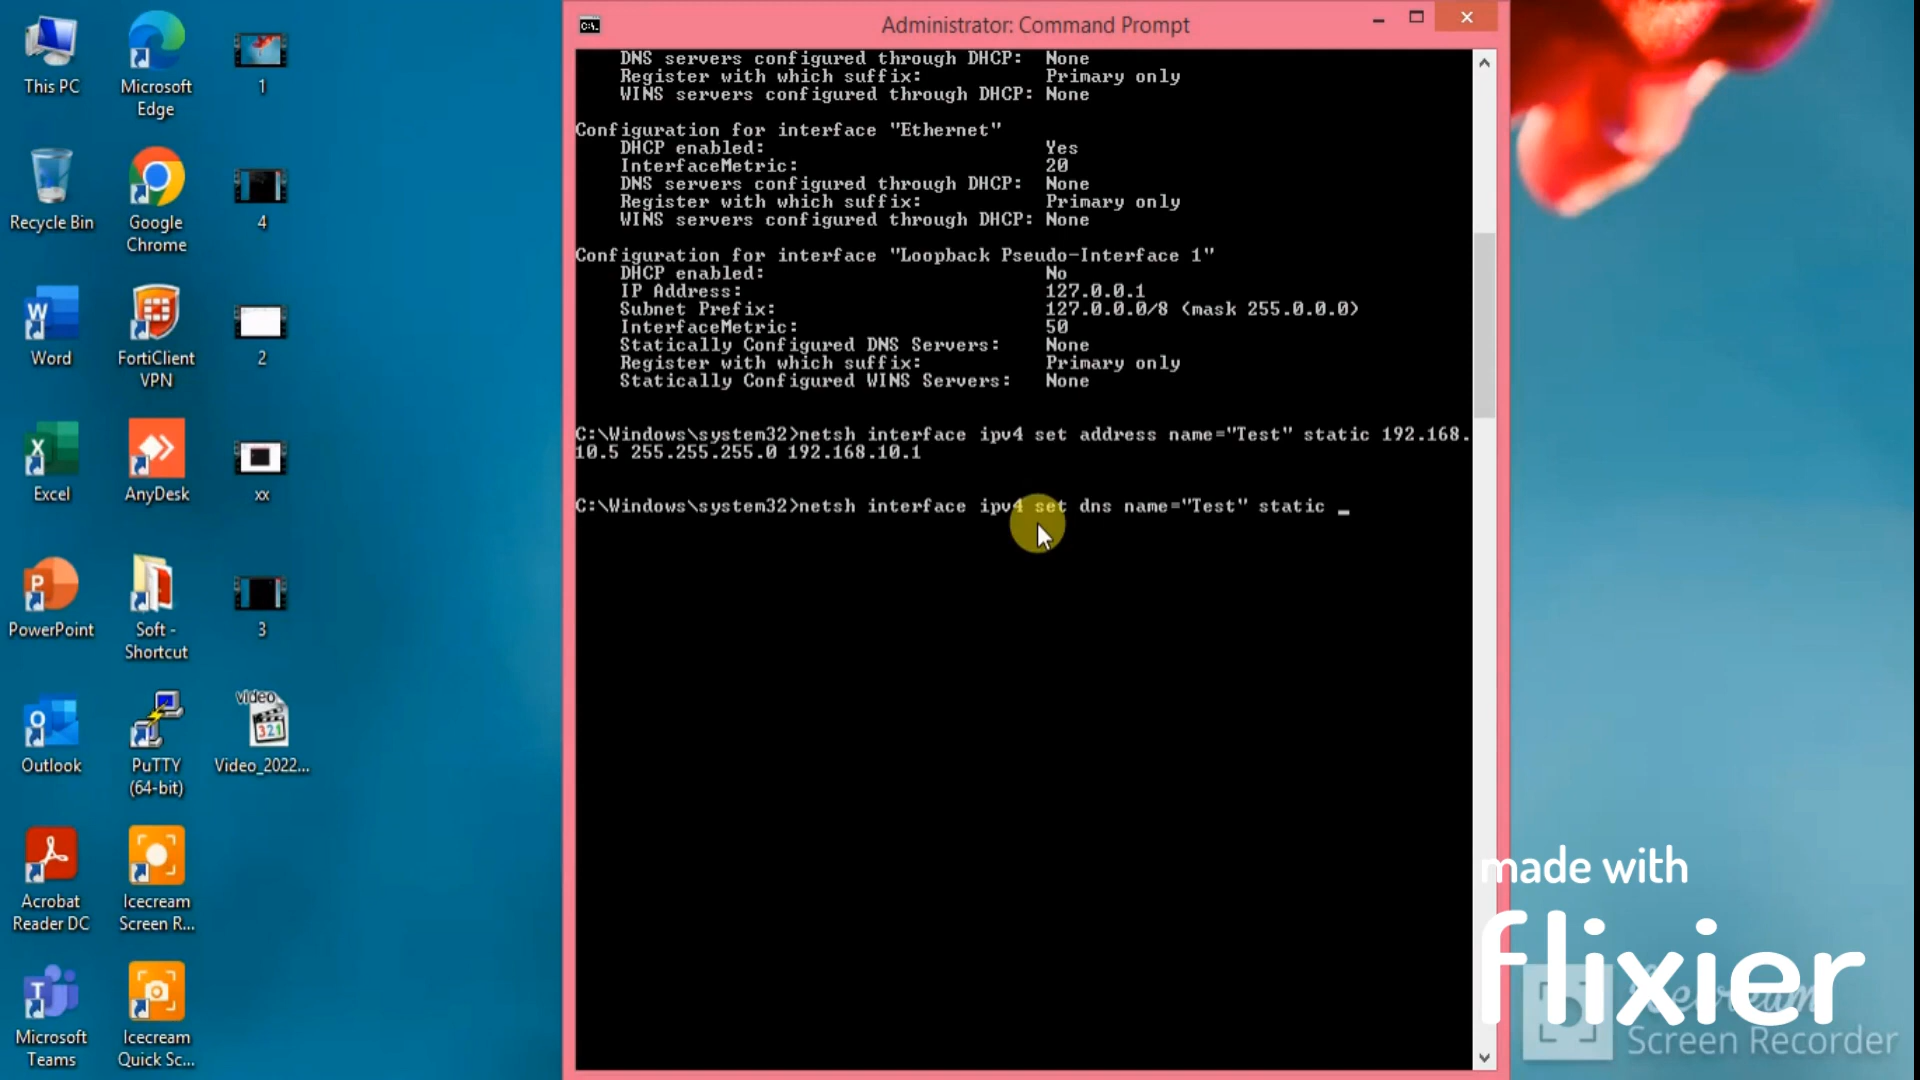 This PC
Microsoft
Edge
1
Recycle Bin
Google
Chrome
4
Word
FortiClient
VPN
2
Excel
AnyDesk
xx
PowerPoint
Soft -
Shortcut
3
Outlook
PuTTY
(64-bit)
video
321
Video_2022...
Acrobat
Reader DC
Icecream
Screen R...
Microsoft
Teams
Icecream
Quick Sc...
Administrator: Command Prompt
DNS servers configured through DHCP: None
Register with which suffix: Primary only
WINS servers configured through DHCP: None
Configuration for interface "Ethernet"
DHCP enabled: Yes
InterfaceMetric: 20
DNS servers configured through DHCP: None
Register with which suffix: Primary only
WINS servers configured through DHCP: None
Configuration for interface "Loopback Pseudo-Interface 1"
DHCP enabled: No
IP Address: 127.0.0.1
Subnet Prefix: 127.0.0.0/8 (mask 255.0.0.0)
InterfaceMetric: 50
Statically Configured DNS Servers: None
Register with which suffix: Primary only
Statically Configured WINS Servers: None
C:\Windows\system32>netsh interface ipv4 set address name="Test" static 192.168.
10.5 255.255.255.0 192.168.10.1
C:\Windows\system32>netsh interface ipv4 set dns name="Test" static _
made with
flixier
Screen Recorder